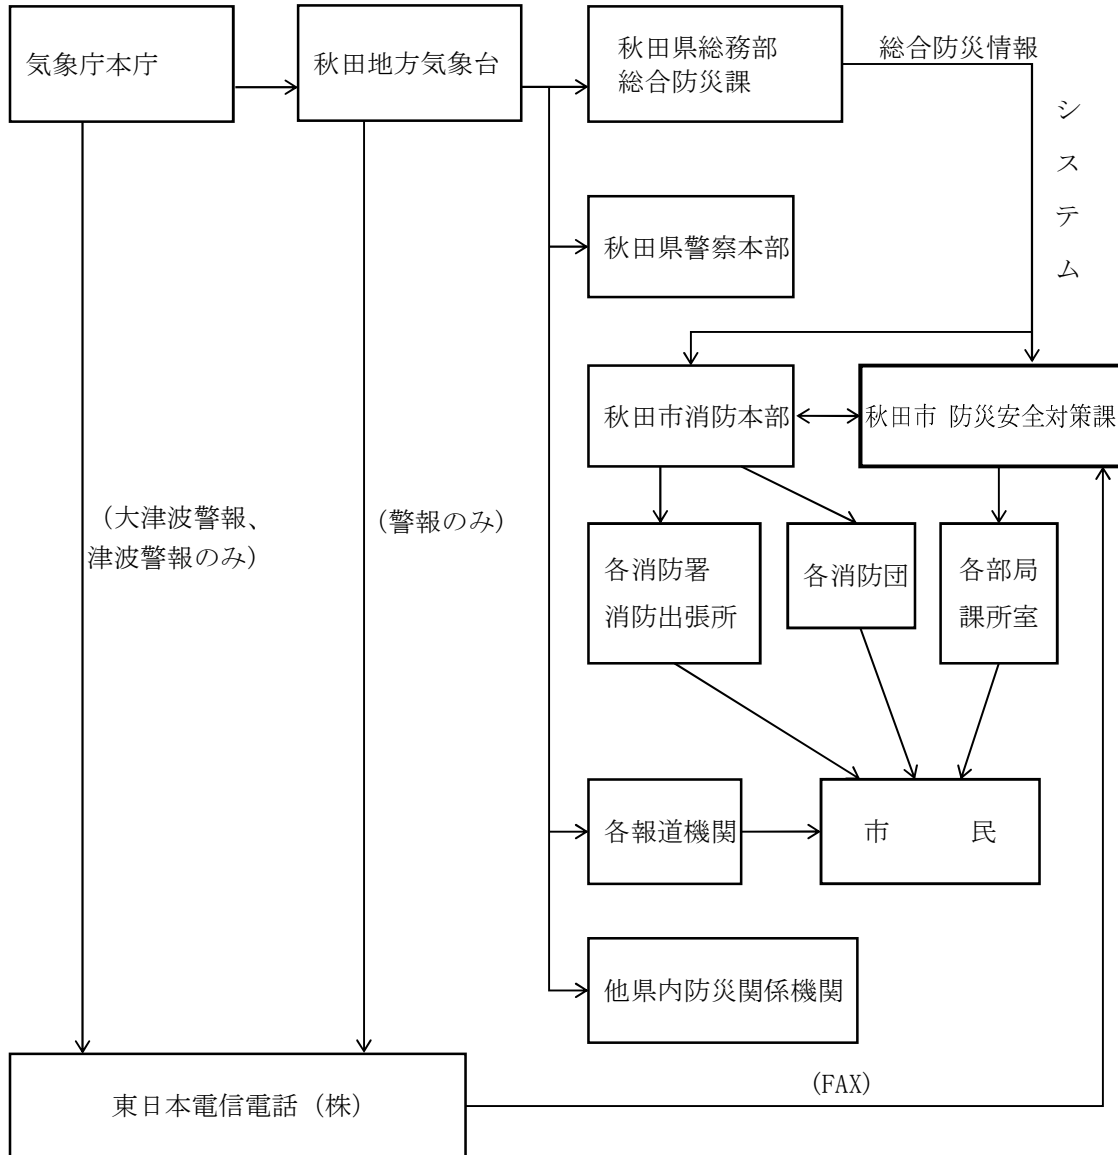 気象庁本庁
秋田地方気象台
秋田県総務部
総合防災課
総合防災情報
システム
秋田県警察本部
秋田市消防本部
秋田市 防災安全対策課
（大津波警報、
津波警報のみ）
（警報のみ）
各消防署
消防出張所
各消防団
各部局
課所室
各報道機関
市　　　民
他県内防災関係機関
東日本電信電話（株）
(FAX)